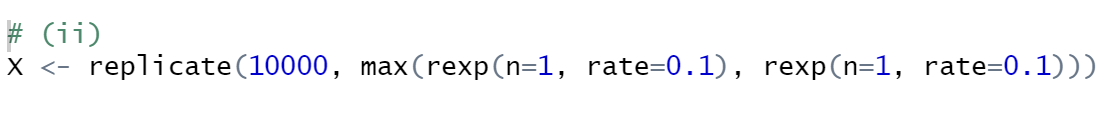 # (ii)
X <- replicate(10000, max(rexp(n=1, rate=0.1), rexp(n=1, rate=0.1)))